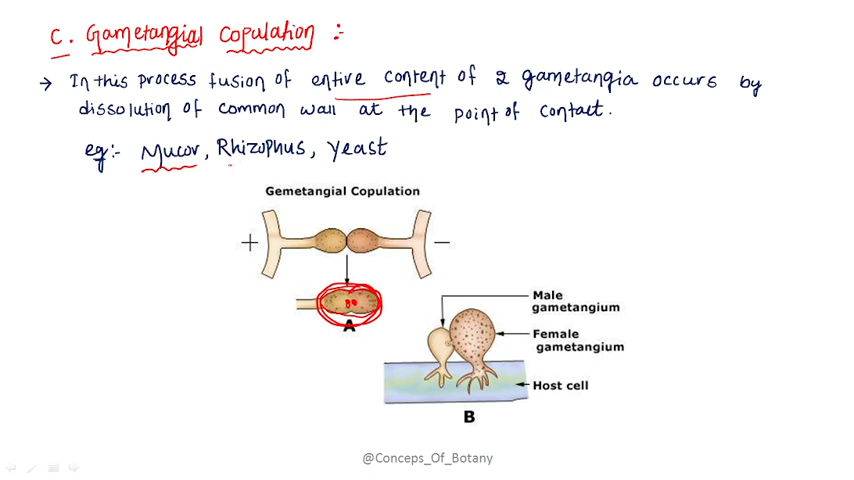 C. Gametangial Copulation :-
→ In this process fusion of entire content of 2 gametangia occurs by
dissolution of common wall at the point of contact.
eg:- Mucor, Rhizophus, Yeast
Gemetangial Copulation
+ −
A
Male
gametangium
Female
gametangium
Host cell
B
@Conceps_Of_Botany